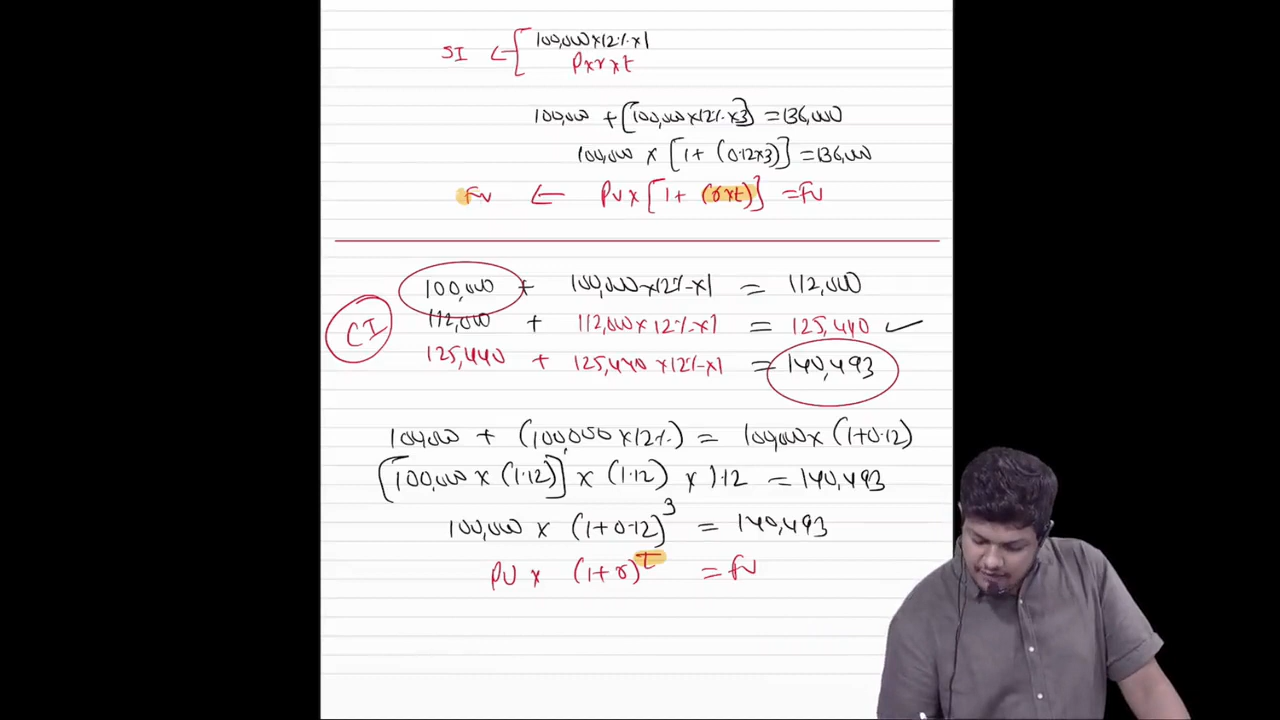 100,000 x 12% x 1
SI ← P x r x t
100,000 + [100,000 x 12% x 3] = 136,000
100,000 x [1 + (0.12 x 3)] = 136,000
FV ← PV x [1 + (r x t)] = FV
100,000 + 100,000 x 12% x 1 = 112,000
CI 112,000 + 112,000 x 12% x 1 = 125,440 ✓
125,440 + 125,440 x 12% x 1 = 140,493
100,000 + (100,000 x 12%) = 100,000 x (1+0.12)
[100,000 x (1.12)] x (1.12) x 1.12 = 140,493
100,000 x (1+0.12)³ = 140,493
PV x (1+r)ᵗ = FV